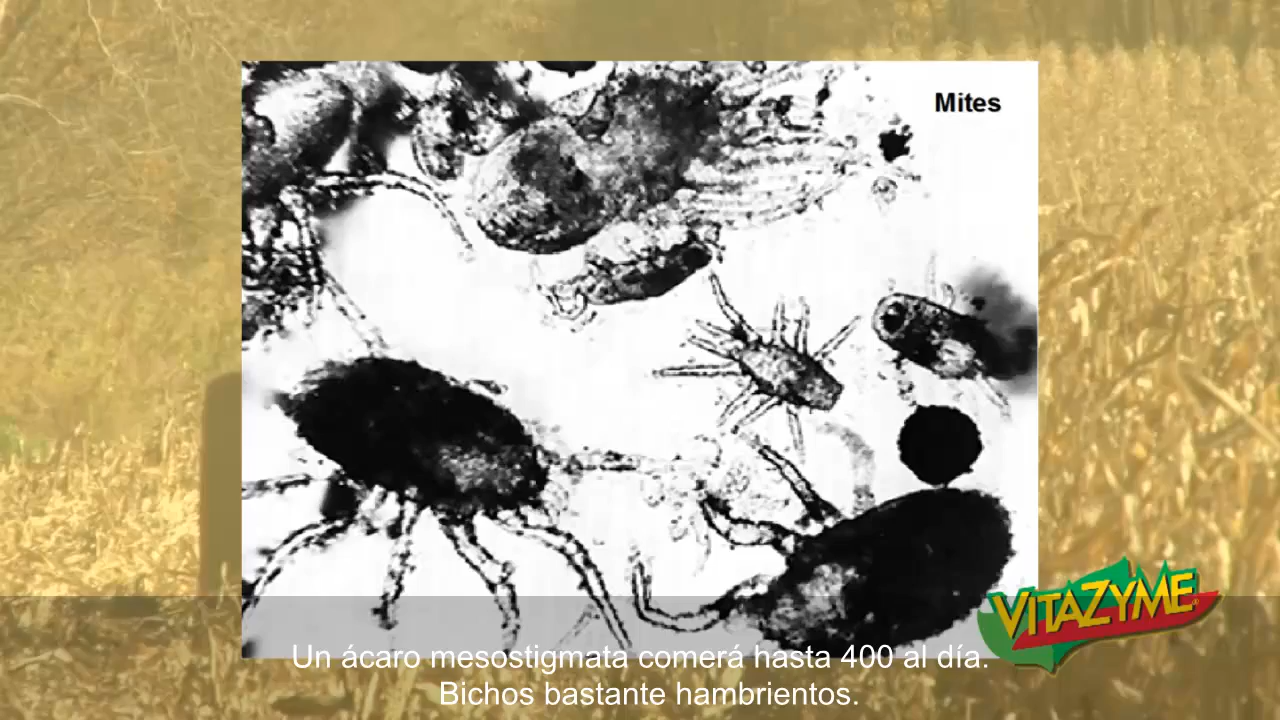 Mites
VITAZYME®
Un ácaro mesostigmata comerá hasta 400 al día.
Bichos bastante hambrientos.